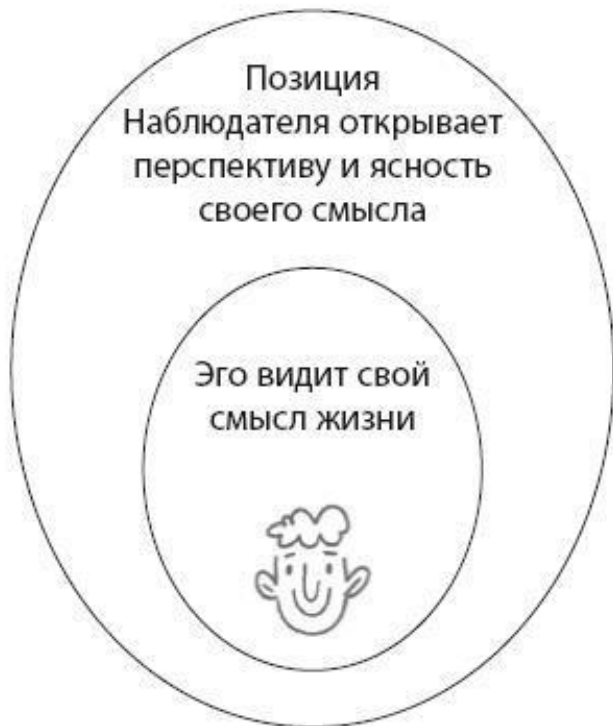 Позиция
Наблюдателя открывает
перспективу и ясность
своего смысла
Эго видит свой
смысл жизни